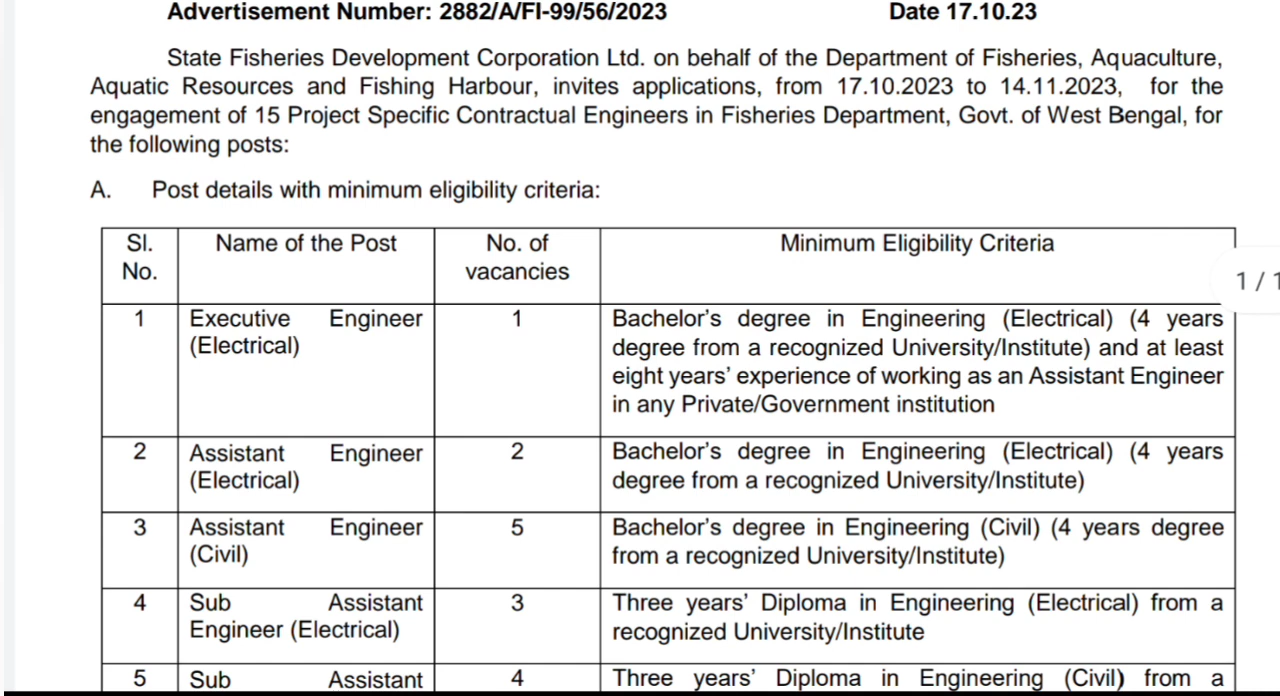 Advertisement Number: 2882/A/FI-99/56/2023 Date 17.10.23
State Fisheries Development Corporation Ltd. on behalf of the Department of Fisheries, Aquaculture,
Aquatic Resources and Fishing Harbour, invites applications, from 17.10.2023 to 14.11.2023, for the
engagement of 15 Project Specific Contractual Engineers in Fisheries Department, Govt. of West Bengal, for
the following posts:
A. Post details with minimum eligibility criteria:
Sl. No. Name of the Post No. of vacancies Minimum Eligibility Criteria
1 / 1
1 Executive Engineer 1 Bachelor's degree in Engineering (Electrical) (4 years
(Electrical) degree from a recognized University/Institute) and at least
eight years' experience of working as an Assistant Engineer
in any Private/Government institution
2 Assistant Engineer 2 Bachelor's degree in Engineering (Electrical) (4 years
(Electrical) degree from a recognized University/Institute)
3 Assistant Engineer 5 Bachelor's degree in Engineering (Civil) (4 years degree
(Civil) from a recognized University/Institute)
4 Sub Assistant 3 Three years' Diploma in Engineering (Electrical) from a
Engineer (Electrical) recognized University/Institute
5 Sub Assistant 4 Three years' Diploma in Engineering (Civil) from a